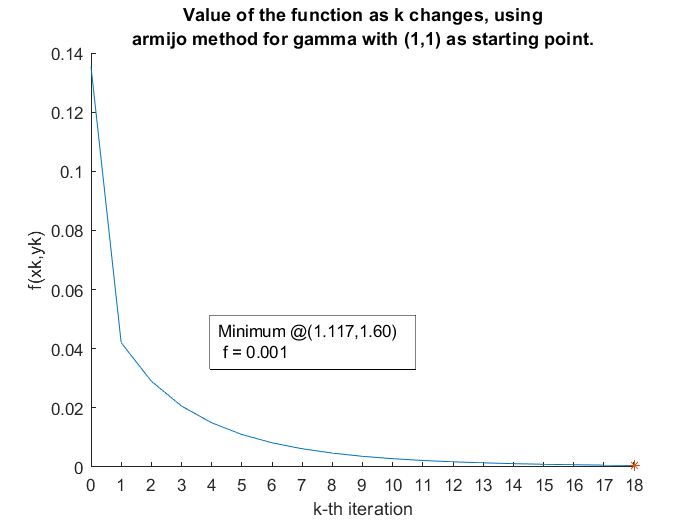 Value of the function as k changes, using
armijo method for gamma with (1,1) as starting point.
0.14
0.12
0.1
0.08
0.06
0.04
0.02
0
f(xk,yk)
Minimum @(1.117,1.60)
f = 0.001
0 1 2 3 4 5 6 7 8 9 10 11 12 13 14 15 16 17 18
k-th iteration